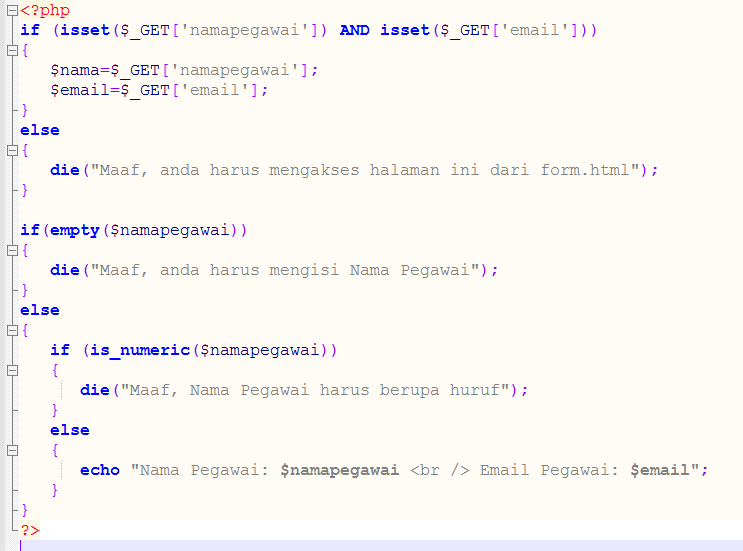 <?php
if (isset($_GET['namapegawai']) AND isset($_GET['email']))
{
   $nama=$_GET['namapegawai'];
   $email=$_GET['email'];
}
else
{
   die("Maaf, anda harus mengakses halaman ini dari form.html");
}

if(empty($namapegawai))
{
   die("Maaf, anda harus mengisi Nama Pegawai");
}
else
{
   if (is_numeric($namapegawai))
   {
      die("Maaf, Nama Pegawai harus berupa huruf");
   }
   else
   {
      echo "Nama Pegawai: $namapegawai <br /> Email Pegawai: $email";
   }
}
?>